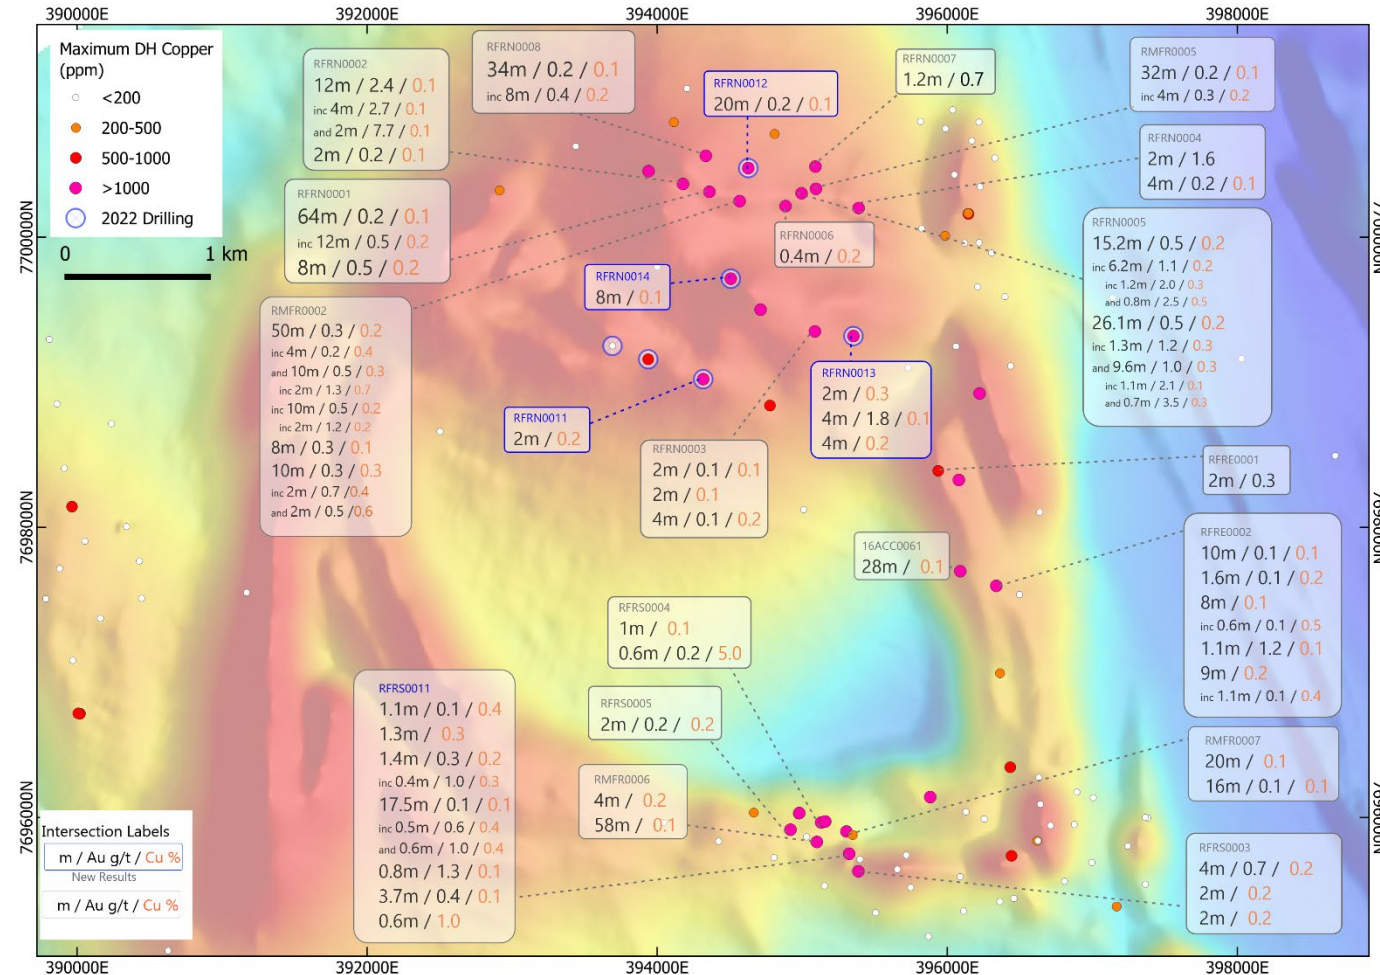 390000E
392000E
394000E
396000E
398000E
Maximum DH Copper
(ppm)
<200
200-500
500-1000
>1000
2022 Drilling
0
1 km
RFRN0002
12m / 2.4 / 0.1
inc 4m / 2.7 / 0.1
and 2m / 7.7 / 0.1
2m / 0.2 / 0.1
RFRN0008
34m / 0.2 / 0.1
inc 8m / 0.4 / 0.2
RFRN0012
20m / 0.2 / 0.1
RFRN0007
1.2m / 0.7
RMFR0005
32m / 0.2 / 0.1
inc 4m / 0.3 / 0.2
RFRN0004
2m / 1.6
4m / 0.2 / 0.1
RFRN0001
64m / 0.2 / 0.1
inc 12m / 0.5 / 0.2
8m / 0.5 / 0.2
RFRN0006
0.4m / 0.2
RFRN0005
15.2m / 0.5 / 0.2
inc 6.2m / 1.1 / 0.2
inc 1.2m / 2.0 / 0.3
and 0.8m / 2.5 / 0.5
26.1m / 0.5 / 0.2
inc 1.3m / 1.2 / 0.3
and 9.6m / 1.0 / 0.3
inc 1.1m / 2.1 / 0.1
and 0.7m / 3.5 / 0.3
7700000N
7700000N
RFRN0014
8m / 0.1
RMFR0002
50m / 0.3 / 0.2
inc 4m / 0.2 / 0.4
and 10m / 0.5 / 0.3
inc 2m / 1.3 / 0.7
inc 10m / 0.5 / 0.2
inc 2m / 1.2 / 0.2
8m / 0.3 / 0.1
10m / 0.3 / 0.3
inc 2m / 0.7 /0.4
and 2m / 0.5 /0.6
RFRN0011
2m / 0.2
RFRN0013
2m / 0.3
4m / 1.8 / 0.1
4m / 0.2
RFRN0003
2m / 0.1 / 0.1
2m / 0.1
4m / 0.1 / 0.2
RFRE0001
2m / 0.3
7698000N
7698000N
16ACC0061
28m / 0.1
RFRE0002
10m / 0.1 / 0.1
1.6m / 0.1 / 0.2
8m / 0.1
inc 0.6m / 0.1 / 0.5
1.1m / 1.2 / 0.1
9m / 0.2
inc 1.1m / 0.1 / 0.4
RFRS0004
1m / 0.1
0.6m / 0.2 / 5.0
RFRS0005
2m / 0.2 / 0.2
RFRS0011
1.1m / 0.1 / 0.4
1.3m / 0.3
1.4m / 0.3 / 0.2
inc 0.4m / 1.0 / 0.3
17.5m / 0.1 / 0.1
inc 0.5m / 0.6 / 0.4
and 0.6m / 1.0 / 0.4
0.8m / 1.3 / 0.1
3.7m / 0.4 / 0.1
0.6m / 1.0
RMFR0006
4m / 0.2
58m / 0.1
RMFR0007
20m / 0.1
16m / 0.1 / 0.1
7696000N
7696000N
RFRS0003
4m / 0.7 / 0.2
2m / 0.2
2m / 0.2
Intersection Labels
m / Au g/t / Cu %
New Results
m / Au g/t / Cu %
390000E
392000E
394000E
396000E
398000E